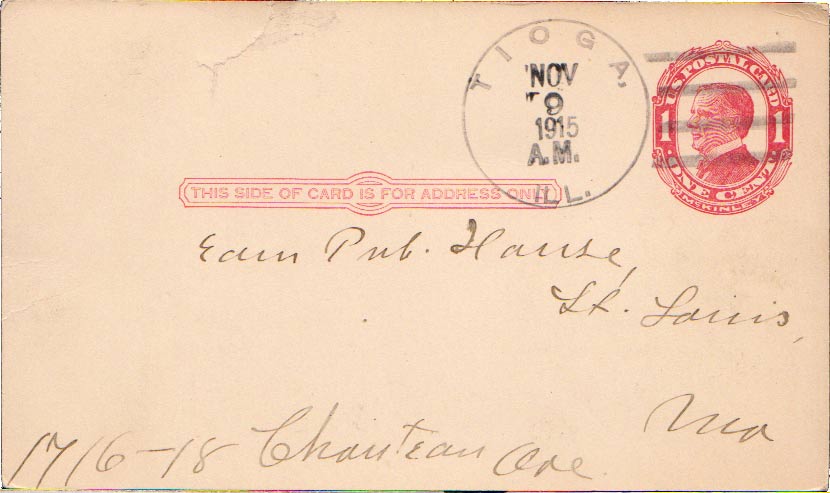 TIOGA,
NOV
9
1915
A.M.
ILL.
U.S. POSTAL CARD
1 1
ONE CENT
McKINLEY
THIS SIDE OF CARD IS FOR ADDRESS ONLY
Eden Pub. House,
St. Louis,
Mo
1716-18 Chouteau Ave.